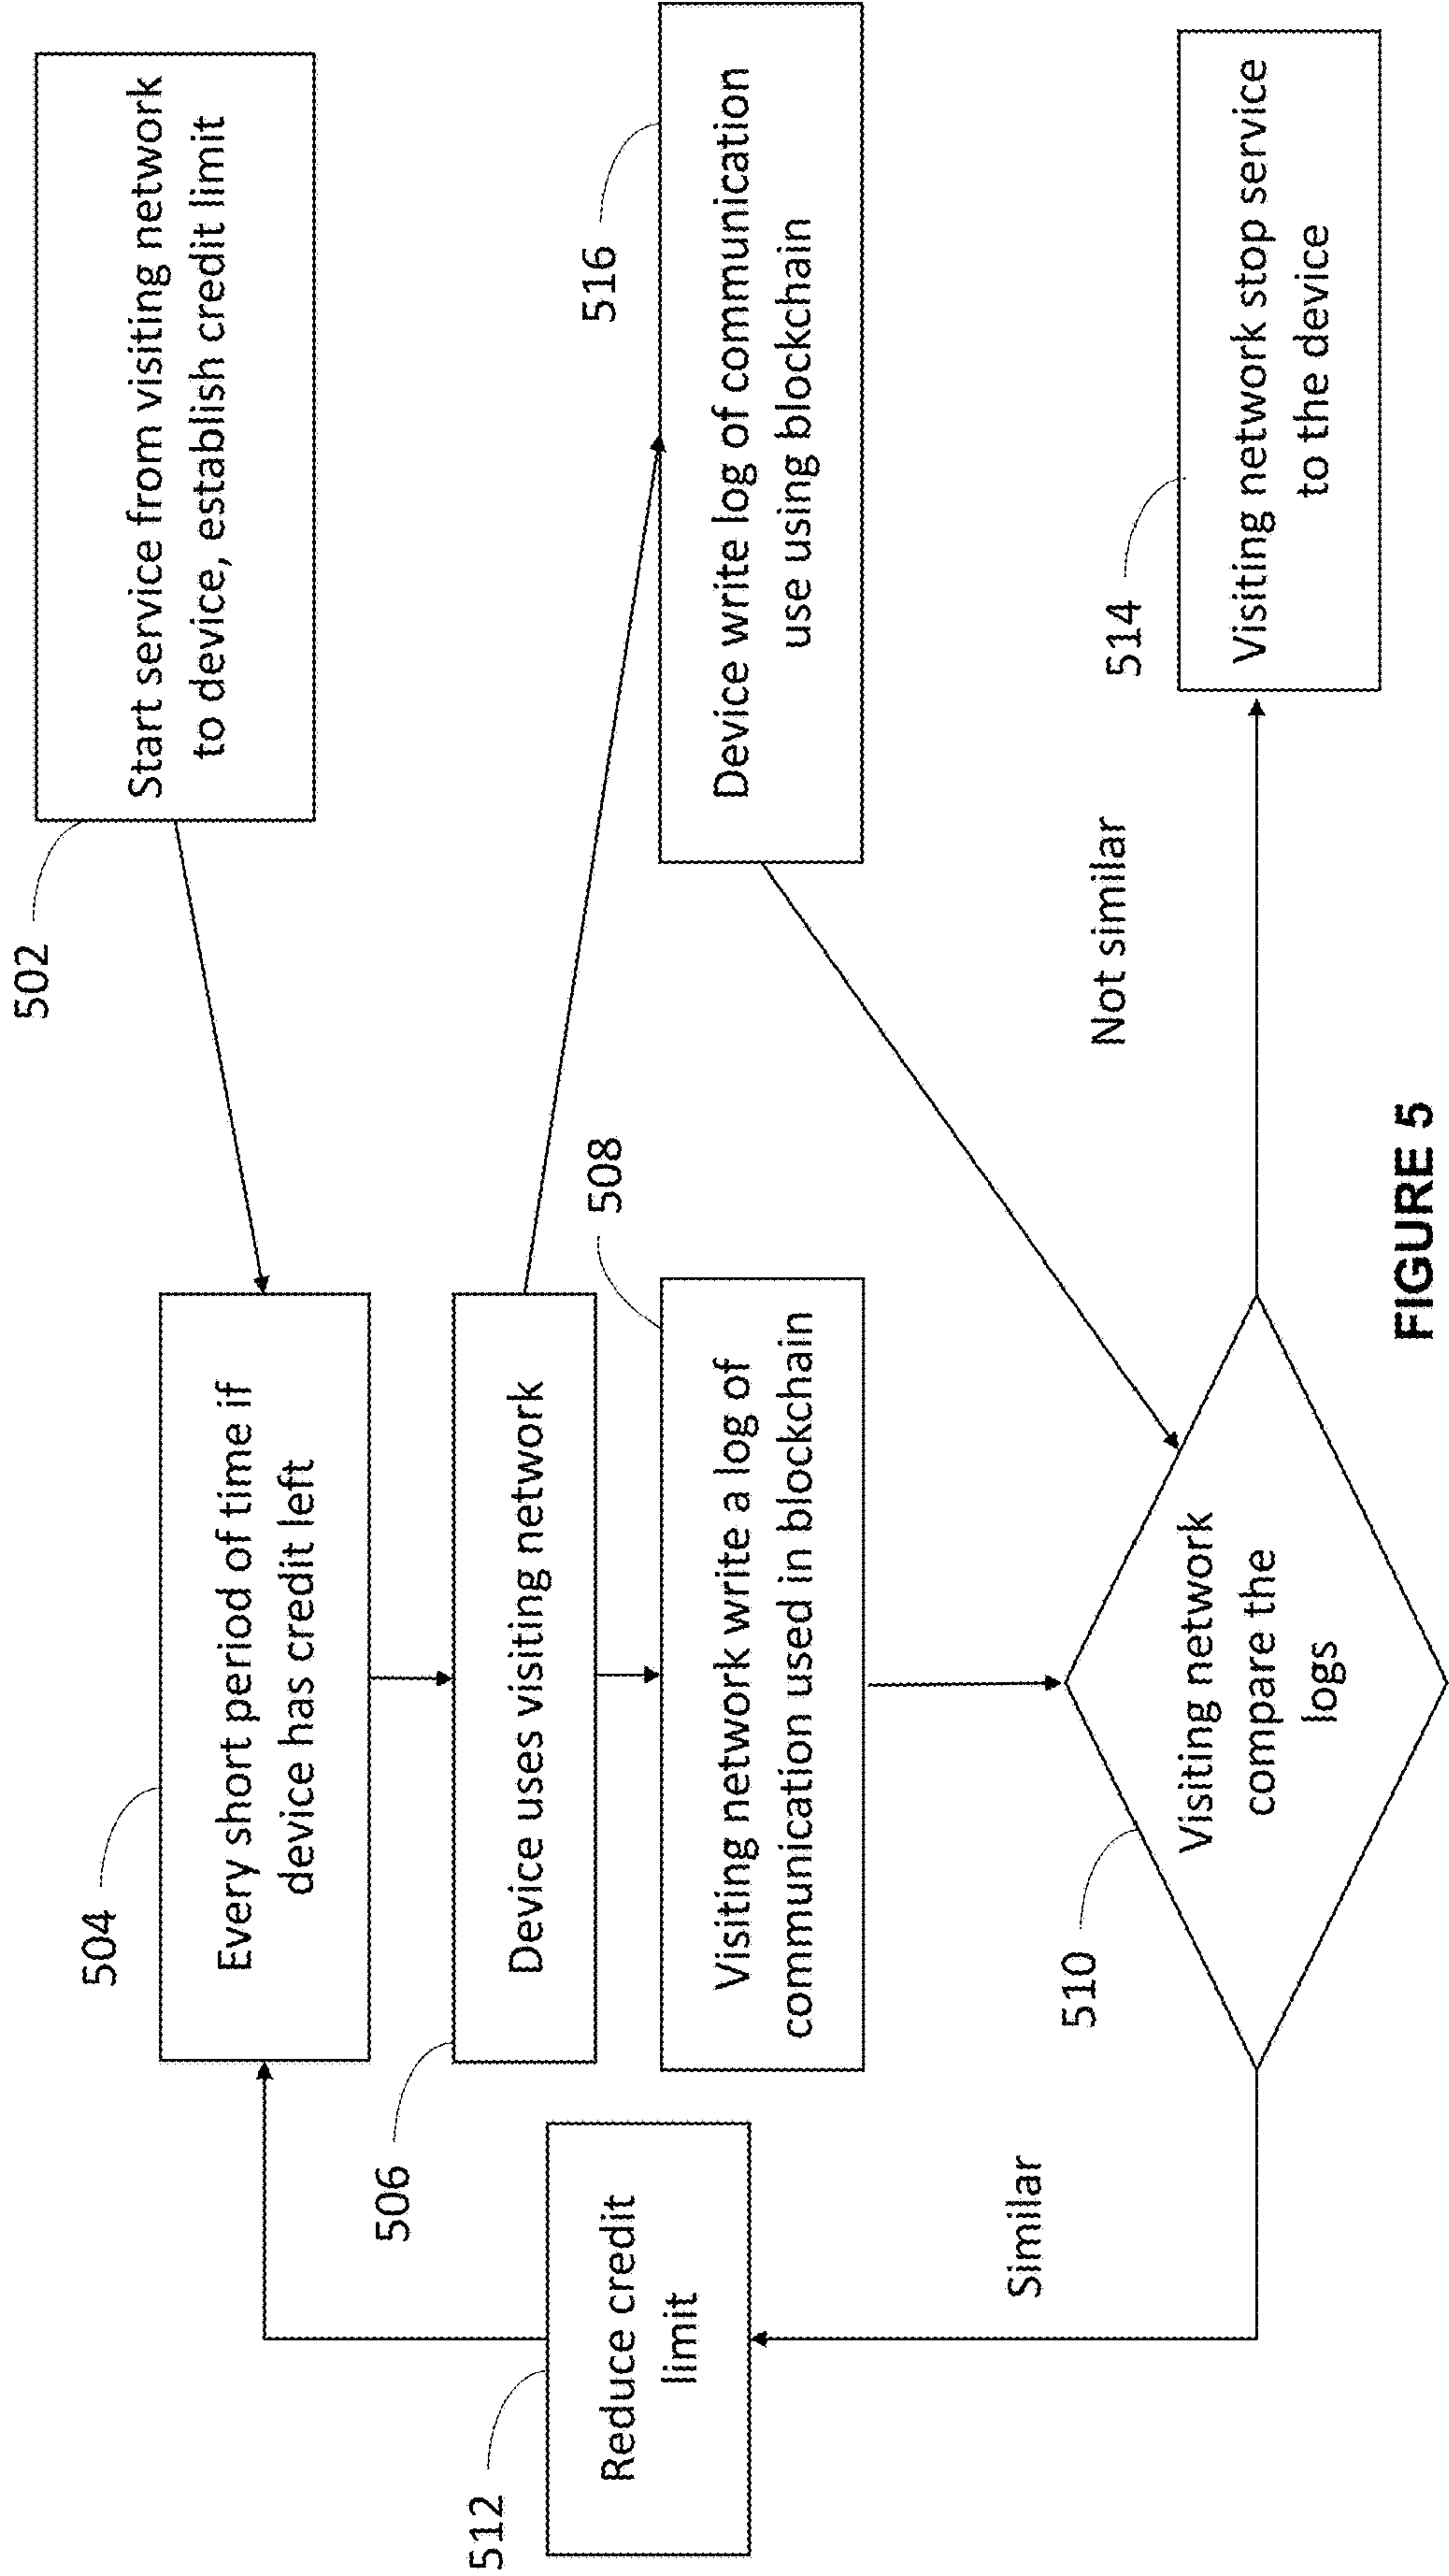 502
Start service from visiting network
to device, establish credit limit
504
Every short period of time if
device has credit left
506
Device uses visiting network
512
Reduce credit
limit
508
Visiting network write a log of
communication used in blockchain
516
Device write log of communication
use using blockchain
Similar
510
Visiting network
compare the
logs
Not similar
514
Visiting network stop service
to the device
FIGURE 5